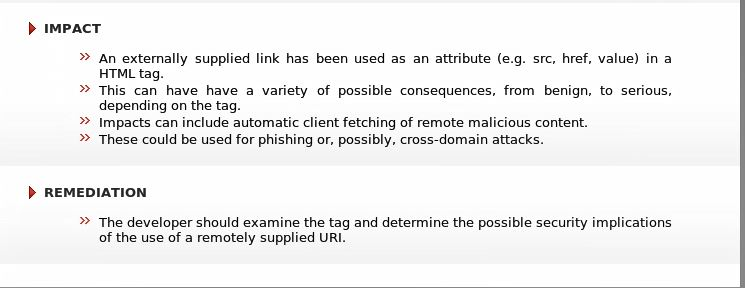 IMPACT
» An externally supplied link has been used as an attribute (e.g. src, href, value) in a
HTML tag.
» This can have have a variety of possible consequences, from benign, to serious,
depending on the tag.
» Impacts can include automatic client fetching of remote malicious content.
» These could be used for phishing or, possibly, cross-domain attacks.
REMEDIATION
» The developer should examine the tag and determine the possible security implications
of the use of a remotely supplied URI.